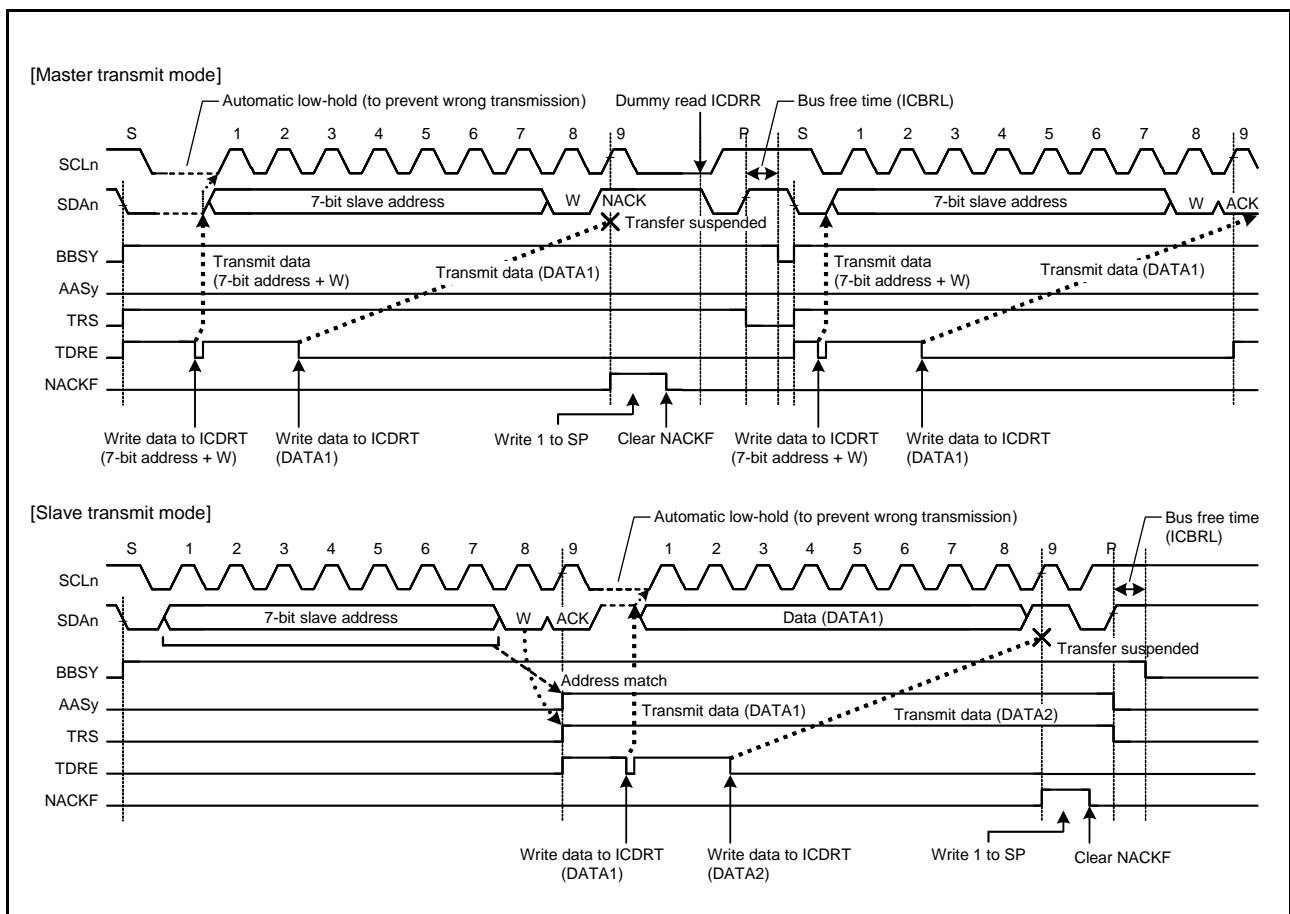 [Master transmit mode]
Automatic low-hold (to prevent wrong transmission)
Dummy read ICDRR
Bus free time (ICBRL)
S 1 2 3 4 5 6 7 8 9 P S 1 2 3 4 5 6 7 8 9
SCLn
SDAn 7-bit slave address W NACK 7-bit slave address W ACK
Transfer suspended
BBSY
Transmit data
(7-bit address + W)
Transmit data (DATA1)
Transmit data
(7-bit address + W)
Transmit data (DATA1)
AASy
TRS
TDRE
NACKF
Write data to ICDRT
(7-bit address + W)
Write data to ICDRT
(DATA1)
Write 1 to SP
Clear NACKF
Write data to ICDRT
(7-bit address + W)
Write data to ICDRT
(DATA1)
[Slave transmit mode]
Automatic low-hold (to prevent wrong transmission)
Bus free time
(ICBRL)
S 1 2 3 4 5 6 7 8 9 1 2 3 4 5 6 7 8 9 P
SCLn
SDAn 7-bit slave address W ACK Data (DATA1)
Transfer suspended
BBSY
Address match
AASy
Transmit data (DATA1) Transmit data (DATA2)
TRS
TDRE
NACKF
Write data to ICDRT
(DATA1)
Write data to ICDRT
(DATA2)
Write 1 to SP
Clear NACKF